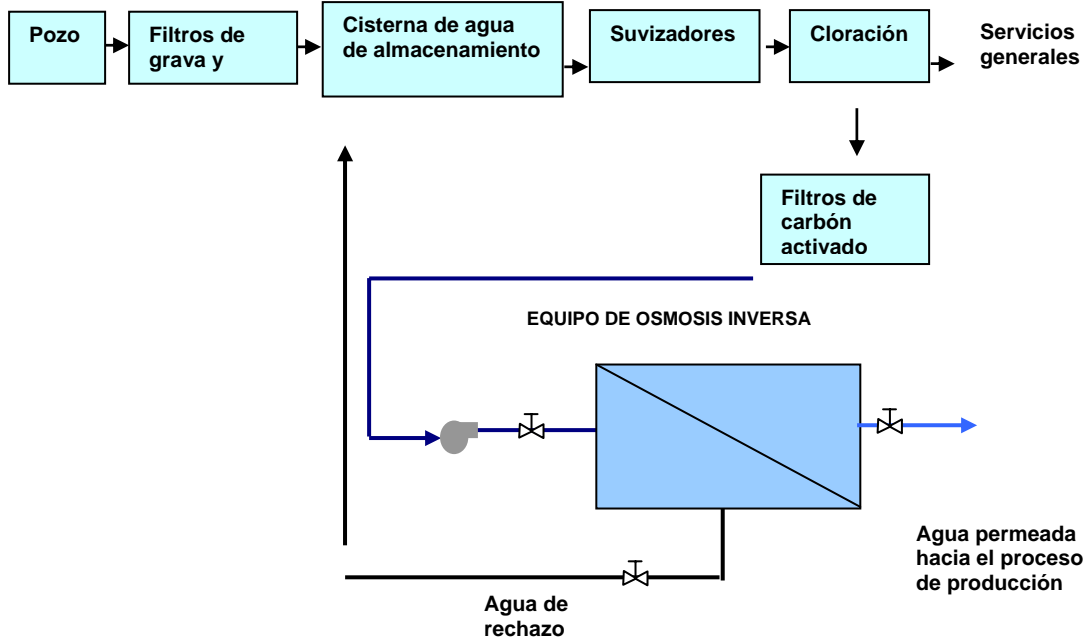 Pozo
Filtros de
grava y
Cisterna de agua
de almacenamiento
Suvizadores
Cloración
Servicios
generales
Filtros de
carbón
activado
EQUIPO DE OSMOSIS INVERSA
Agua permeada
hacia el proceso
de producción
Agua de
rechazo